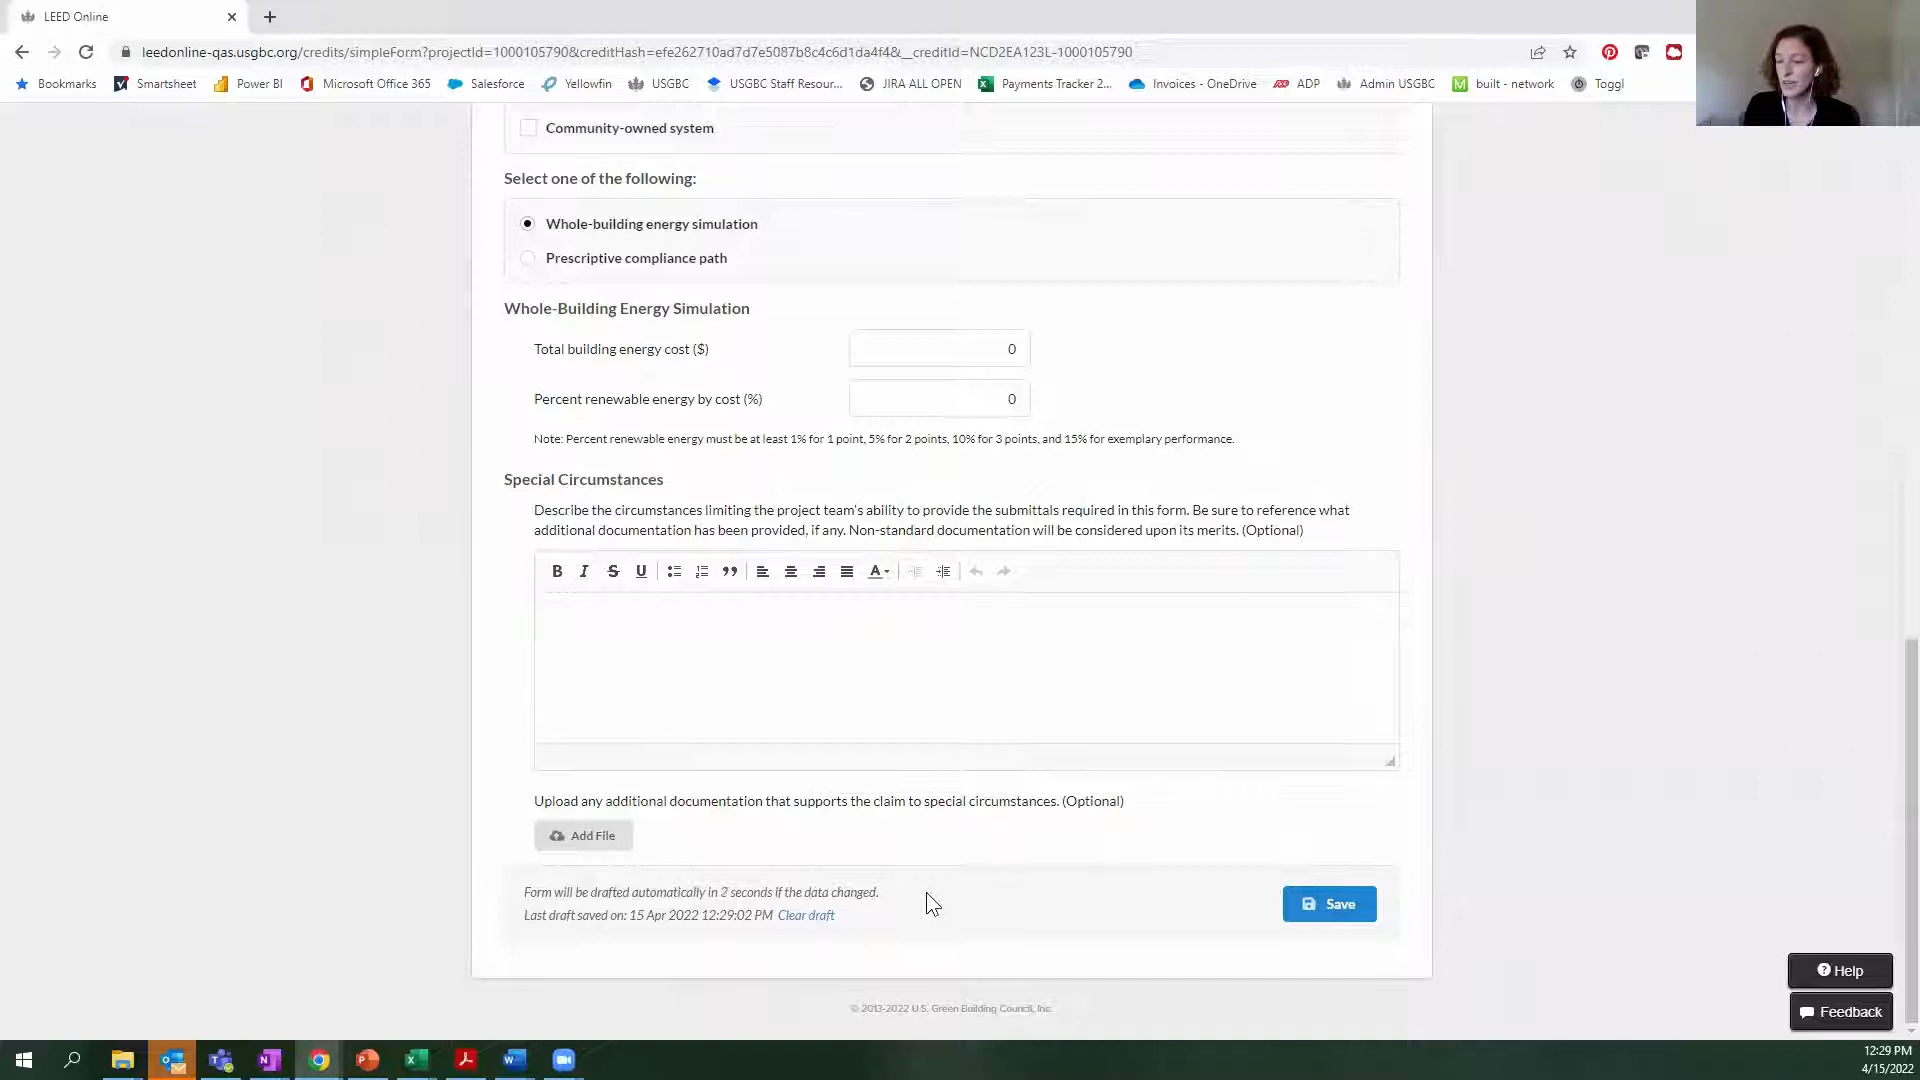 LEED Online
leedonline-qas.usgbc.org/credits/simpleForm?projectId=1000105790&creditHash=efe262710ad7d7e5087b8c4c6d1da4f4&__creditId=NCD2EA123L-1000105790
Bookmarks Smartsheet Power BI Microsoft Office 365 Salesforce Yellowfin USGBC USGBC Staff Resour... JIRA ALL OPEN Payments Tracker 2... Invoices - OneDrive ADP Admin USGBC built - network Toggl
Community-owned system
Select one of the following:
Whole-building energy simulation
Prescriptive compliance path
Whole-Building Energy Simulation
Total building energy cost ($) 0
Percent renewable energy by cost (%) 0
Note: Percent renewable energy must be at least 1% for 1 point, 5% for 2 points, 10% for 3 points, and 15% for exemplary performance.
Special Circumstances
Describe the circumstances limiting the project team's ability to provide the submittals required in this form. Be sure to reference what
additional documentation has been provided, if any. Non-standard documentation will be considered upon its merits. (Optional)
B I S U A
Upload any additional documentation that supports the claim to special circumstances. (Optional)
Add File
Form will be drafted automatically in 2 seconds if the data changed.
Last draft saved on: 15 Apr 2022 12:29:02 PM Clear draft
Save
Help
© 2013-2022 U.S. Green Building Council, Inc.
Feedback
12:29 PM
4/15/2022